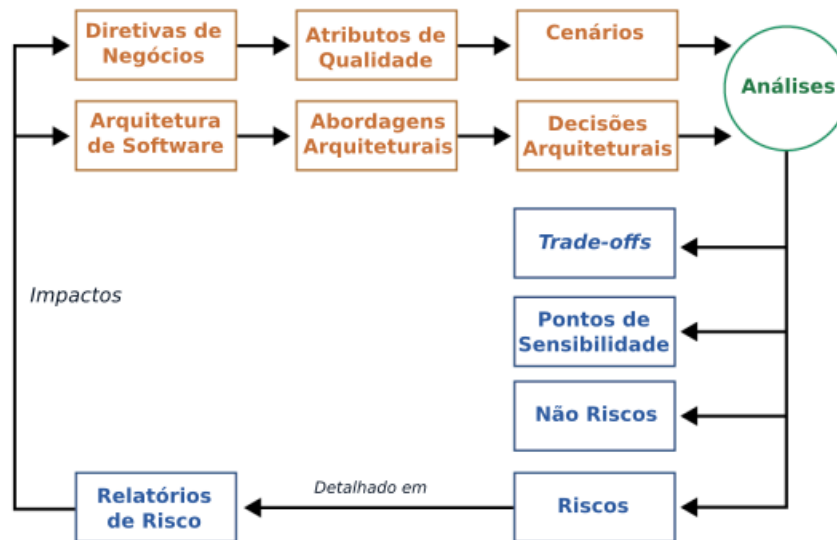 Diretivas de
Negócios
Atributos de
Qualidade
Cenários
Análises
Arquitetura
de Software
Abordagens
Arquiteturais
Decisões
Arquiteturais
Trade-offs
Impactos
Pontos de
Sensibilidade
Não Riscos
Relatórios
de Risco
Detalhado em
Riscos